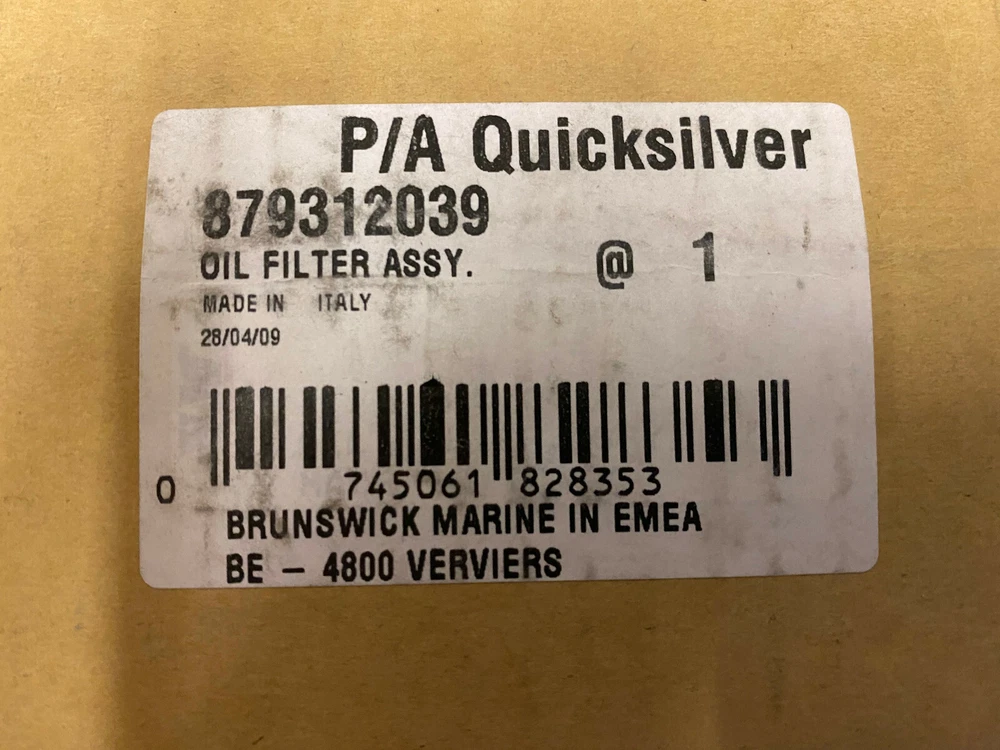 P/A Quicksilver
879312039
OIL FILTER ASSY. @ 1
MADE IN ITALY
28/04/09
0 745061 828353
BRUNSWICK MARINE IN EMEA
BE – 4800 VERVIERS